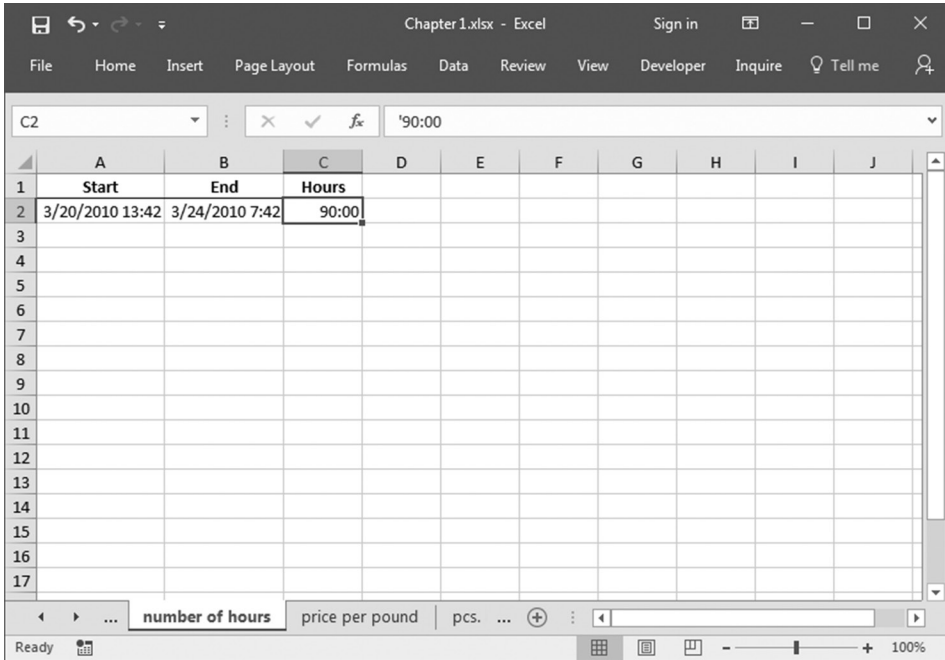 Chapter 1.xlsx - Excel
Sign in
File Home Insert Page Layout Formulas Data Review View Developer Inquire Tell me
C2 fx '90:00
A B C D E F G H I J
1 Start End Hours
2 3/20/2010 13:42 3/24/2010 7:42 90:00
3
4
5
6
7
8
9
10
11
12
13
14
15
16
17
... number of hours price per pound pcs. ...
Ready 100%